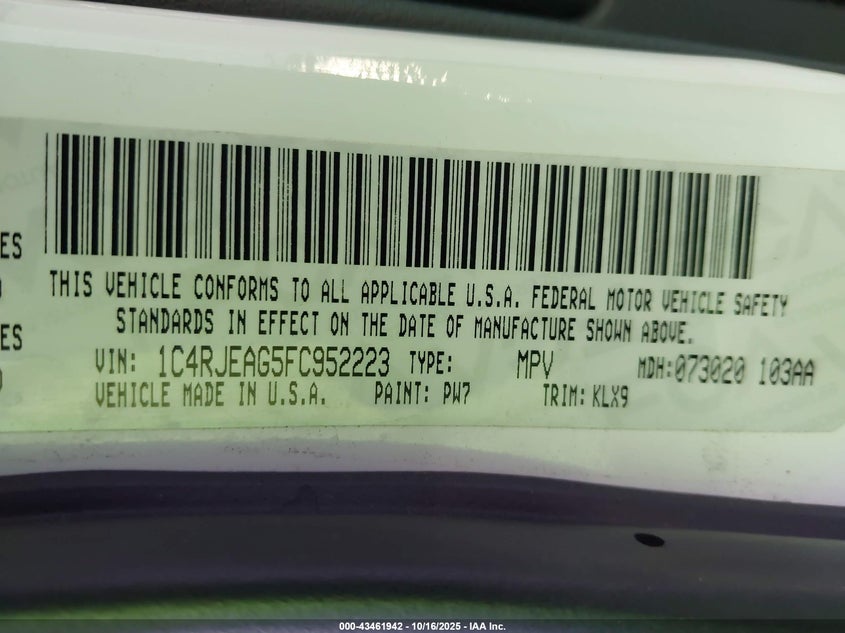 ES
ES
THIS VEHICLE CONFORMS TO ALL APPLICABLE U.S.A. FEDERAL MOTOR VEHICLE SAFETY
STANDARDS IN EFFECT ON THE DATE OF MANUFACTURE SHOWN ABOVE.
VIN: 1C4RJEAG5FC952223 TYPE: MPV MDH:073020 103AA
VEHICLE MADE IN U.S.A. PAINT: PW7 TRIM: KLX9
000-43461942 - 10/16/2025 - IAA Inc.